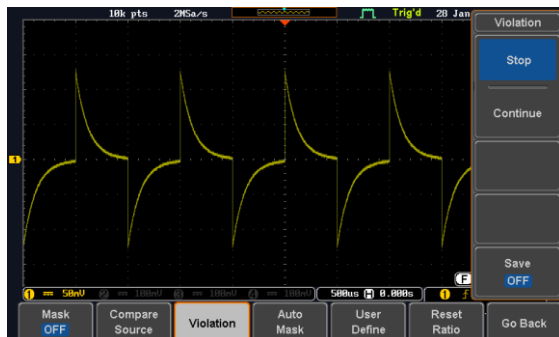 10k pts 2MSa/s Trig'd 28 Jan
Violation
Stop
Continue
1
F
Save
OFF
1 50mV 2 100mV 3 100mV 4 100mV 500us H 0.000s 1
Mask
OFF
Compare
Source
Violation
Auto
Mask
User
Define
Reset
Ratio
Go Back